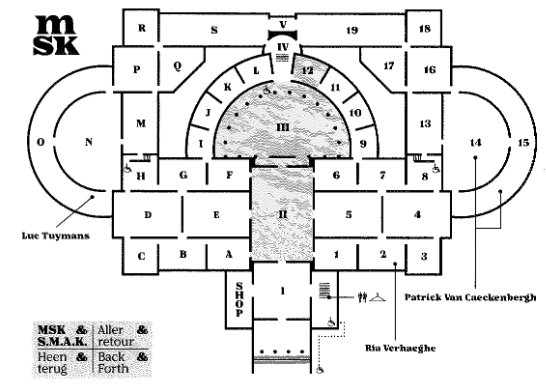 msk
R S V 19 18
IV
P Q L 12 17 16
K 11
J 10
O N M III 13 14 15
I 9
H G F 6 7 8
D E II 5 4
Luc Tuymans
C B A 1 2 3
SHOP I
Patrick Van Caeckenbergh
Ria Verhaeghe
MSK & Aller &
S.M.A.K. retour
Heen & Back &
terug Forth